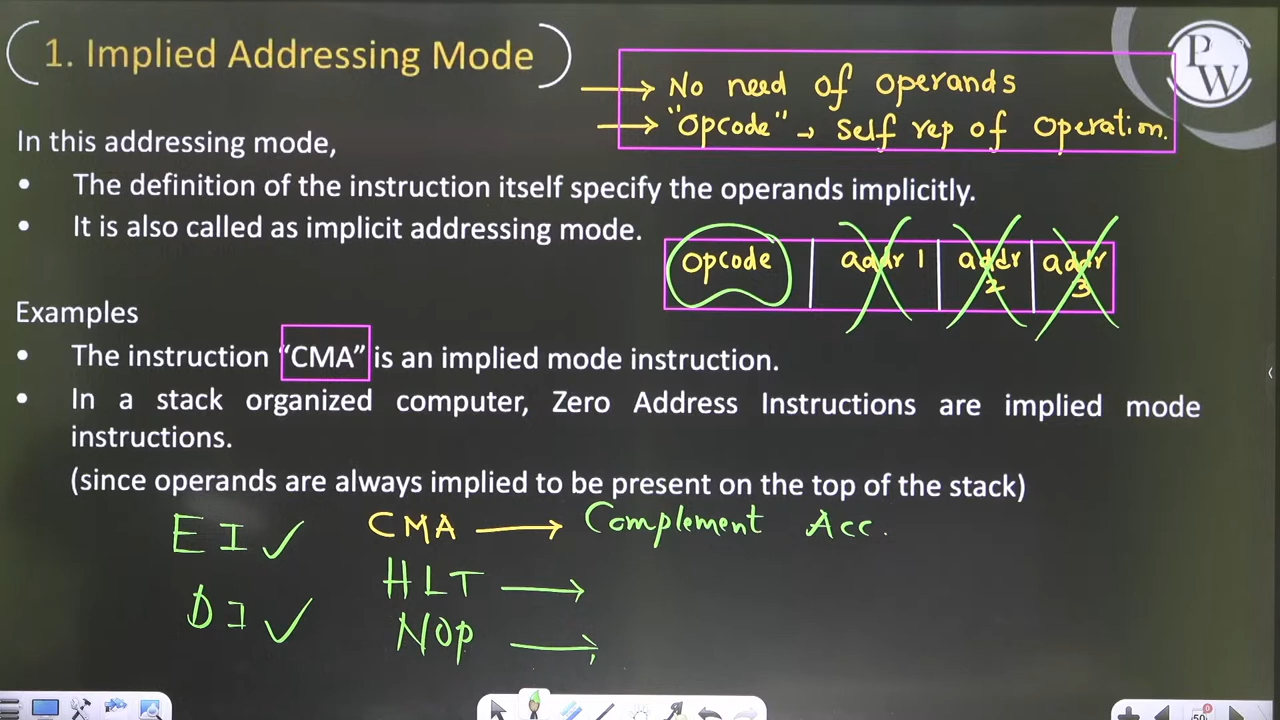 1. Implied Addressing Mode
PW
→ No need of operands
→ "Opcode" → Self rep of Operation.
In this addressing mode,
• The definition of the instruction itself specify the operands implicitly.
• It is also called as implicit addressing mode.
Opcode addr 1 addr 2 addr 3
Examples
• The instruction “CMA” is an implied mode instruction.
• In a stack organized computer, Zero Address Instructions are implied mode
instructions.
(since operands are always implied to be present on the top of the stack)
EI ✓ CMA → Complement Acc.
HLT →
DI ✓ NOP →